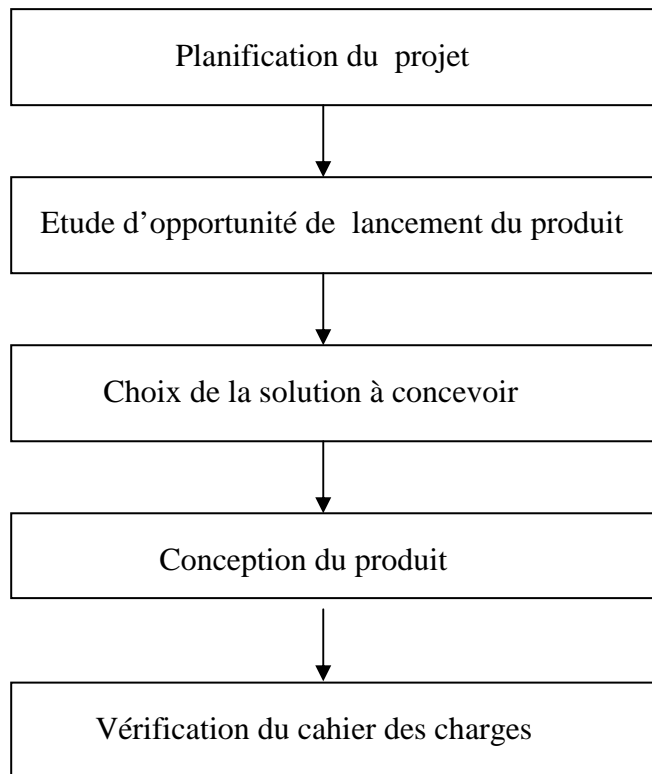 Planification du projet
Etude d’opportunité de lancement du produit
Choix de la solution à concevoir
Conception du produit
Vérification du cahier des charges